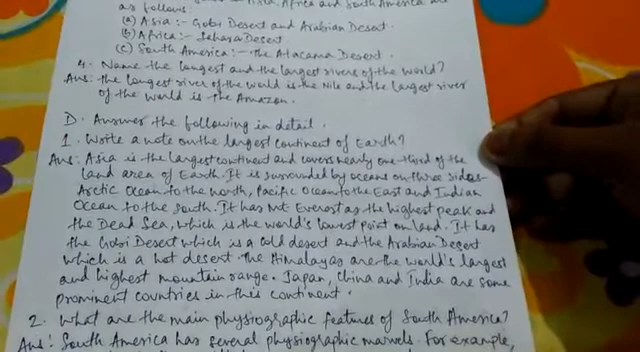 Asia, Africa and South America are
as follows.
(a) Asia :- Gobi Desert and Arabian Desert.
(b) Africa :- Sahara Desert
(c) South America :- The Atacama Desert.
4. Name the longest and the largest rivers of the world?
Ans: The longest river of the world is the Nile and the largest river
of the world is the Amazon.
D. Answer the following in detail.
1. Write a note on the largest continent of Earth?
Ans: Asia is the largest continent and covers nearly one-third of the
land area of Earth. It is surrounded by oceans on three sides-
Arctic Ocean to the north, Pacific Ocean to the East and Indian
Ocean to the south. It has Mt Everest as the highest peak and
the Dead Sea, which is the world's lowest point on land. It has
the Gobi Desert which is a cold desert and the Arabian Desert
which is a hot desert. The Himalayas are the world's largest
and highest mountain range. Japan, China and India are some
prominent countries in this continent.
2. What are the main physiographic features of South America?
Ans: South America has several physiographic marvels. For example,